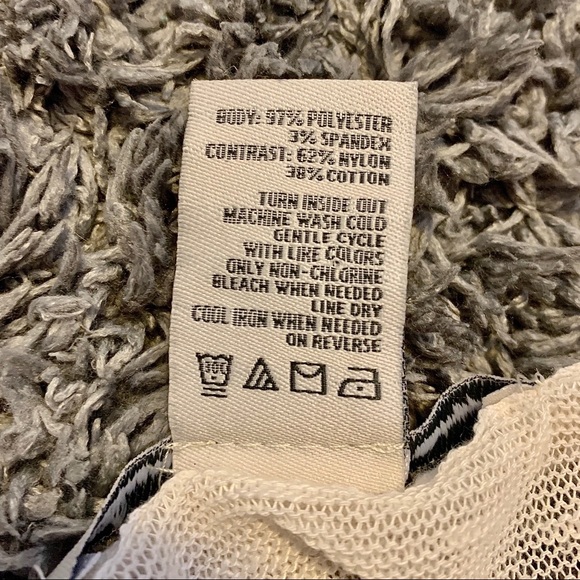 BODY: 97% POLYESTER
3% SPANDEX
CONTRAST: 62% NYLON
38% COTTON
TURN INSIDE OUT
MACHINE WASH COLD
GENTLE CYCLE
WITH LIKE COLORS
ONLY NON-CHLORINE
BLEACH WHEN NEEDED
LINE DRY
COOL IRON WHEN NEEDED
ON REVERSE
30C